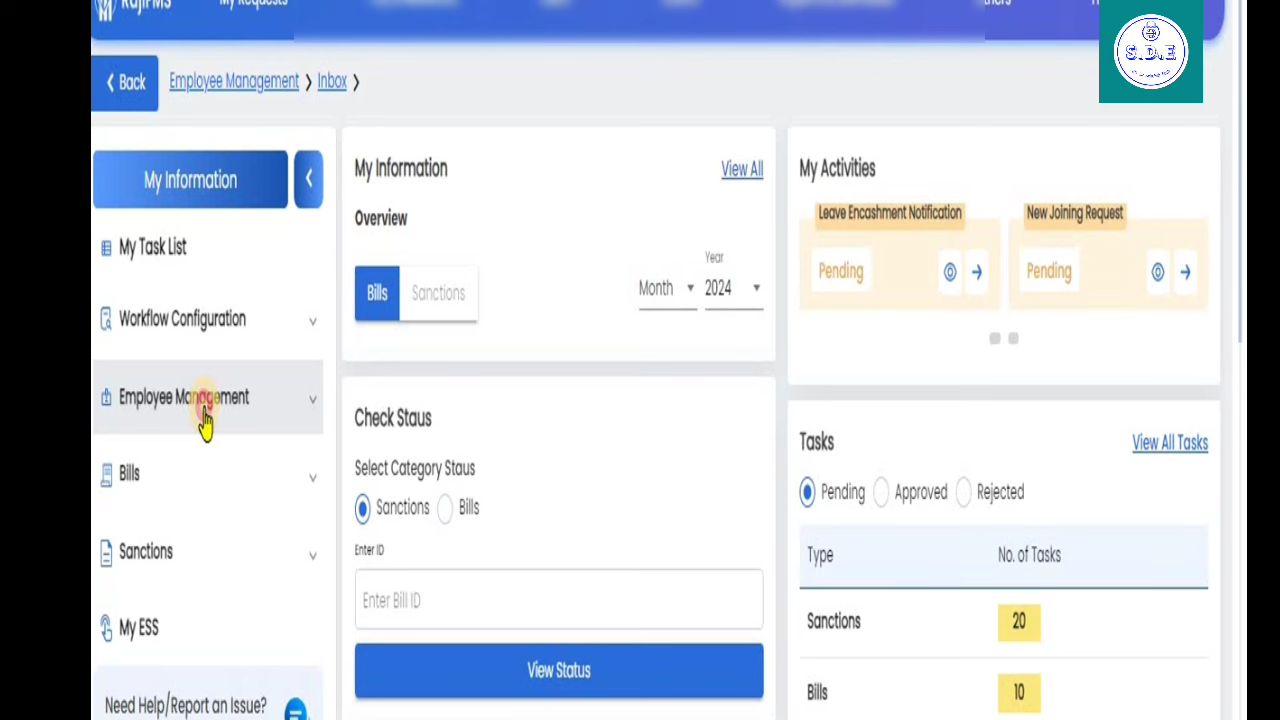 RajIFMS
My Requests
S.D.E
Back
Employee Management
Inbox
My Information
My Task List
Workflow Configuration
Employee Management
Bills
Sanctions
My ESS
Need Help/Report an Issue?
My Information
View All
Overview
Bills
Sanctions
Month
Year
2024
Check Staus
Select Category Staus
Sanctions
Bills
Enter ID
Enter Bill ID
View Status
My Activities
Leave Encashment Notification
New Joining Request
Pending
Pending
Tasks
View All Tasks
Pending
Approved
Rejected
Type
No. of Tasks
Sanctions
20
Bills
10